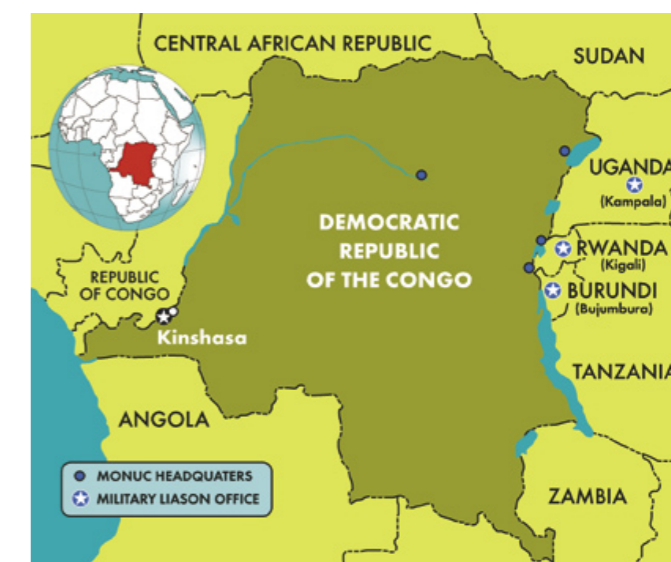 CENTRAL AFRICAN REPUBLIC
SUDAN
UGANDA
(Kampala)
DEMOCRATIC
REPUBLIC
OF THE CONGO
RWANDA
(Kigali)
REPUBLIC
OF CONGO
BURUNDI
(Bujumbura)
Kinshasa
TANZANIA
ANGOLA
MONUC HEADQUATERS
MILITARY LIASON OFFICE
ZAMBIA